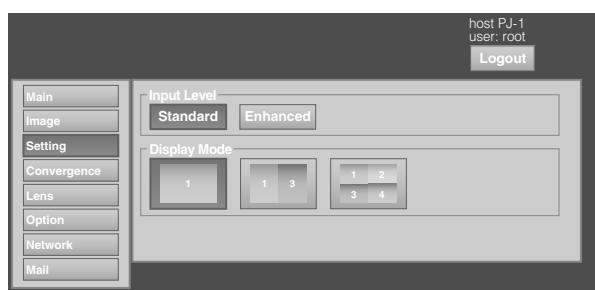 host PJ-1
user: root
Logout
Main
Image
Setting
Convergence
Lens
Option
Network
Mail
Input Level
Standard Enhanced
Display Mode
1
1 3
1 2
3 4